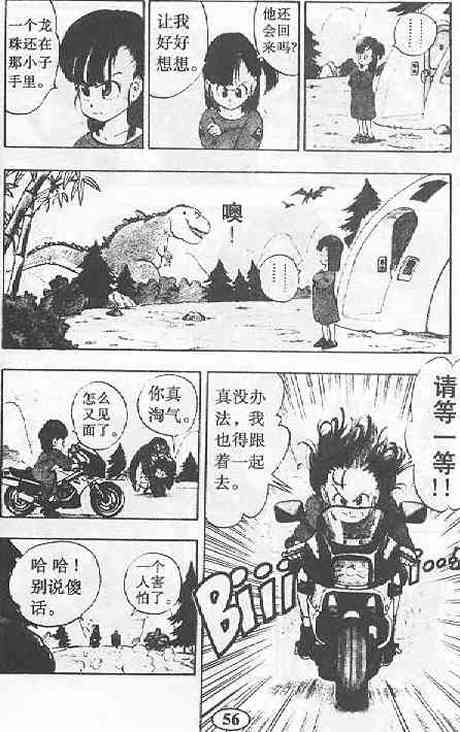 …………
他还
会回
来吗?
让我
好好
想想。
一个龙
珠还在
那小子
手里。
…………
噢!
请等一等!!
真没办
法，我
也得跟
着一起
去。
Biiii
ioo
你真
淘气。
怎么
又见
面了。
一个
人害
怕了。
哈哈！
别说傻
话。
56